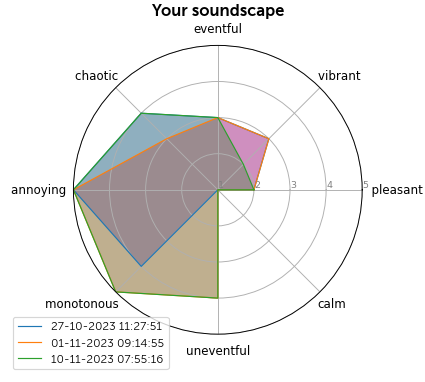 Your soundscape
eventful
chaotic
vibrant
annoying
2
3
4
5
pleasant
monotonous
calm
uneventful
27-10-2023 11:27:51
01-11-2023 09:14:55
10-11-2023 07:55:16